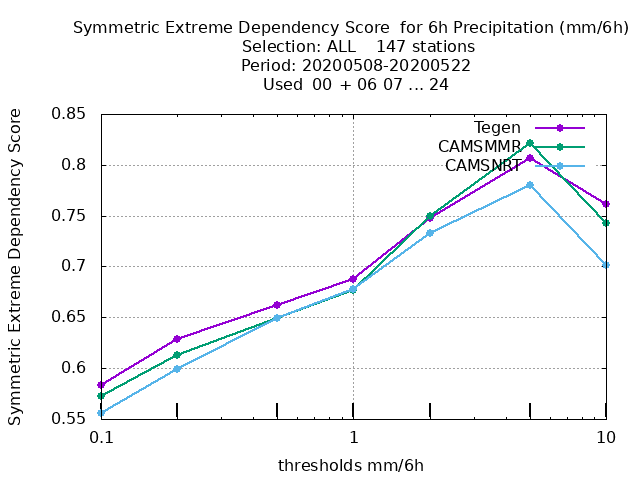 Symmetric Extreme Dependency Score  for 6h Precipitation (mm/6h)
Selection: ALL    147 stations
Period: 20200508-20200522
Used  00 + 06 07 ... 24
Symmetric Extreme Dependency Score
0.85
0.8
0.75
0.7
0.65
0.6
0.55
Tegen
CAMSMMR
CAMSNRT
0.1
1
10
thresholds mm/6h